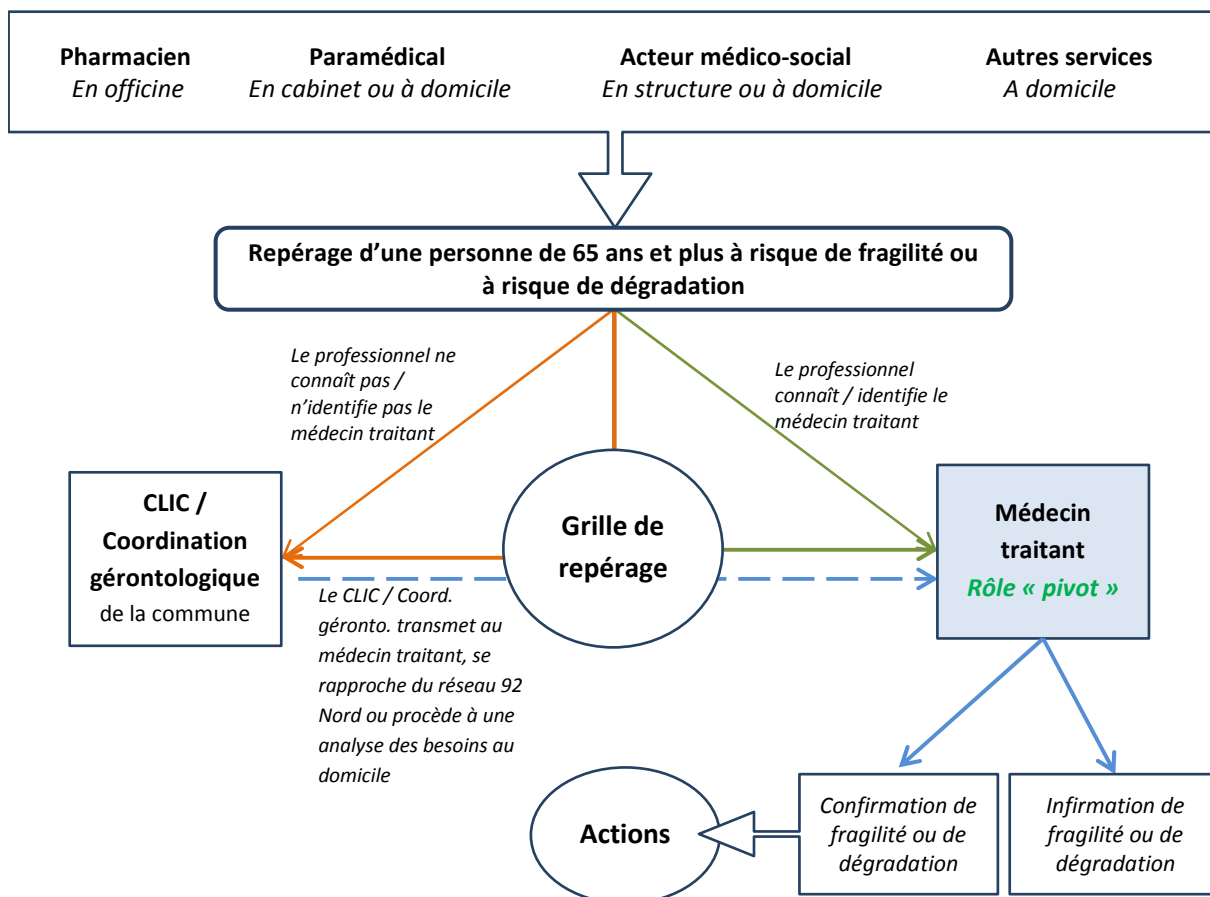 Pharmacien
En officine
Paramédical
En cabinet ou à domicile
Acteur médico-social
En structure ou à domicile
Autres services
A domicile
Repérage d’une personne de 65 ans et plus à risque de fragilité ou
à risque de dégradation
Le professionnel ne
connaît pas /
n’identifie pas le
médecin traitant
Le professionnel
connaît / identifie le
médecin traitant
CLIC /
Coordination
gérontologique
de la commune
Grille de
repérage
Médecin
traitant
Rôle « pivot »
Le CLIC / Coord.
géronto. transmet au
médecin traitant, se
rapproche du réseau 92
Nord ou procède à une
analyse des besoins au
domicile
Actions
Confirmation de
fragilité ou de
dégradation
Infirmation de
fragilité ou de
dégradation